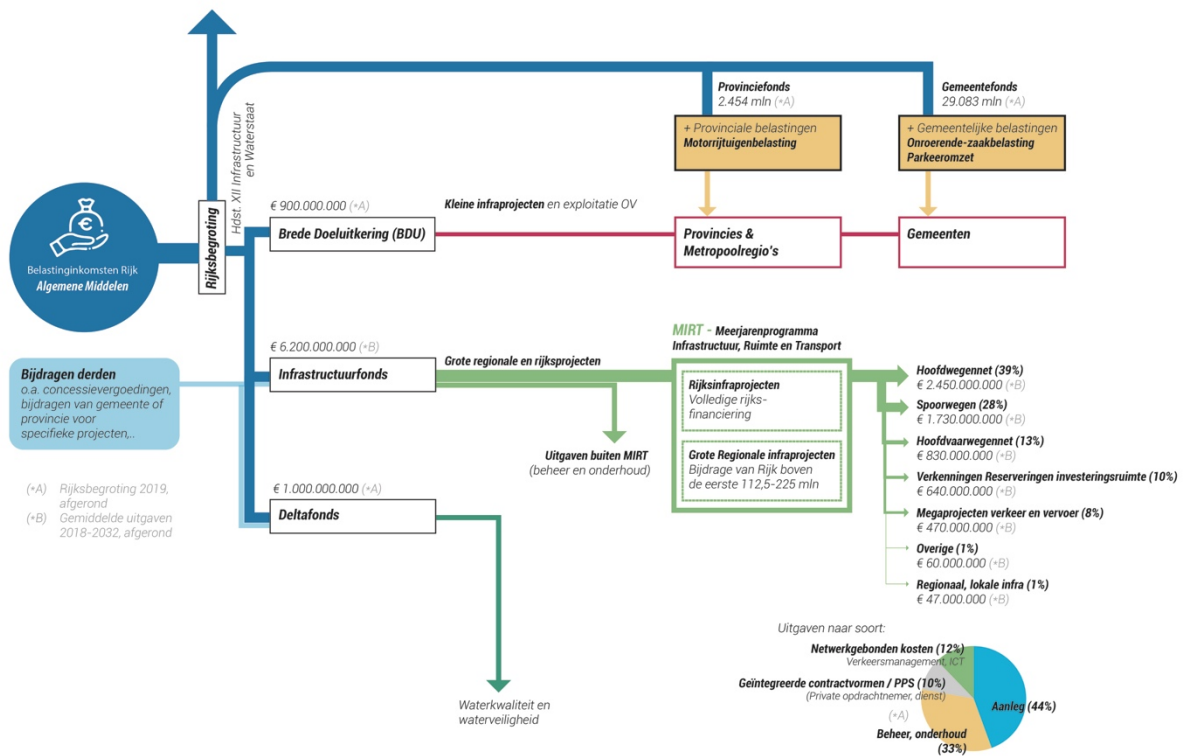 Provinciefonds
2.454 mln (*A)
Gemeentefonds
29.083 mln (*A)
+ Provinciale belastingen
Motorrijtuigenbelasting
+ Gemeentelijke belastingen
Onroerende-zaakbelasting
Parkeeromzet
Hdst. XII Infrastructuur
en Waterstaat
Rijksbegroting
€
Belastinginkomsten Rijk
Algemene Middelen
€ 900.000.000 (*A)
Brede Doeluitkering (BDU)
Kleine infraprojecten en exploitatie OV
Provincies &
Metropoolregio's
Gemeenten
€ 6.200.000.000 (*B)
Infrastructuurfonds
Grote regionale en rijksprojecten
MIRT - Meerjarenprogramma
Infrastructuur, Ruimte en Transport
Rijksinfraprojecten
Volledige rijks-
financiering
Grote Regionale infraprojecten
Bijdrage van Rijk boven
de eerste 112,5-225 mln
Bijdragen derden
o.a. concessievergoedingen,
bijdragen van gemeente of
provincie voor
specifieke projecten,..
Uitgaven buiten MIRT
(beheer en onderhoud)
Hoofdwegennet (39%)
€ 2.450.000.000 (*B)
Spoorwegen (28%)
€ 1.730.000.000 (*B)
Hoofdvaarwegennet (13%)
€ 830.000.000 (*B)
Verkenningen Reserveringen investeringsruimte (10%)
€ 640.000.000 (*B)
Megaprojecten verkeer en vervoer (8%)
€ 470.000.000 (*B)
Overige (1%)
€ 60.000.000 (*B)
Regionaal, lokale infra (1%)
€ 47.000.000 (*B)
(*A) Rijksbegroting 2019,
afgerond
(*B) Gemiddelde uitgaven
2018-2032, afgerond
€ 1.000.000.000 (*A)
Deltafonds
Waterkwaliteit en
waterveiligheid
Uitgaven naar soort:
Netwerkgebonden kosten (12%)
Verkeersmanagement, ICT
Geïntegreerde contractvormen / PPS (10%)
(Private opdrachtnemer, dienst)
(*A)
Aanleg (44%)
Beheer, onderhoud
(33%)